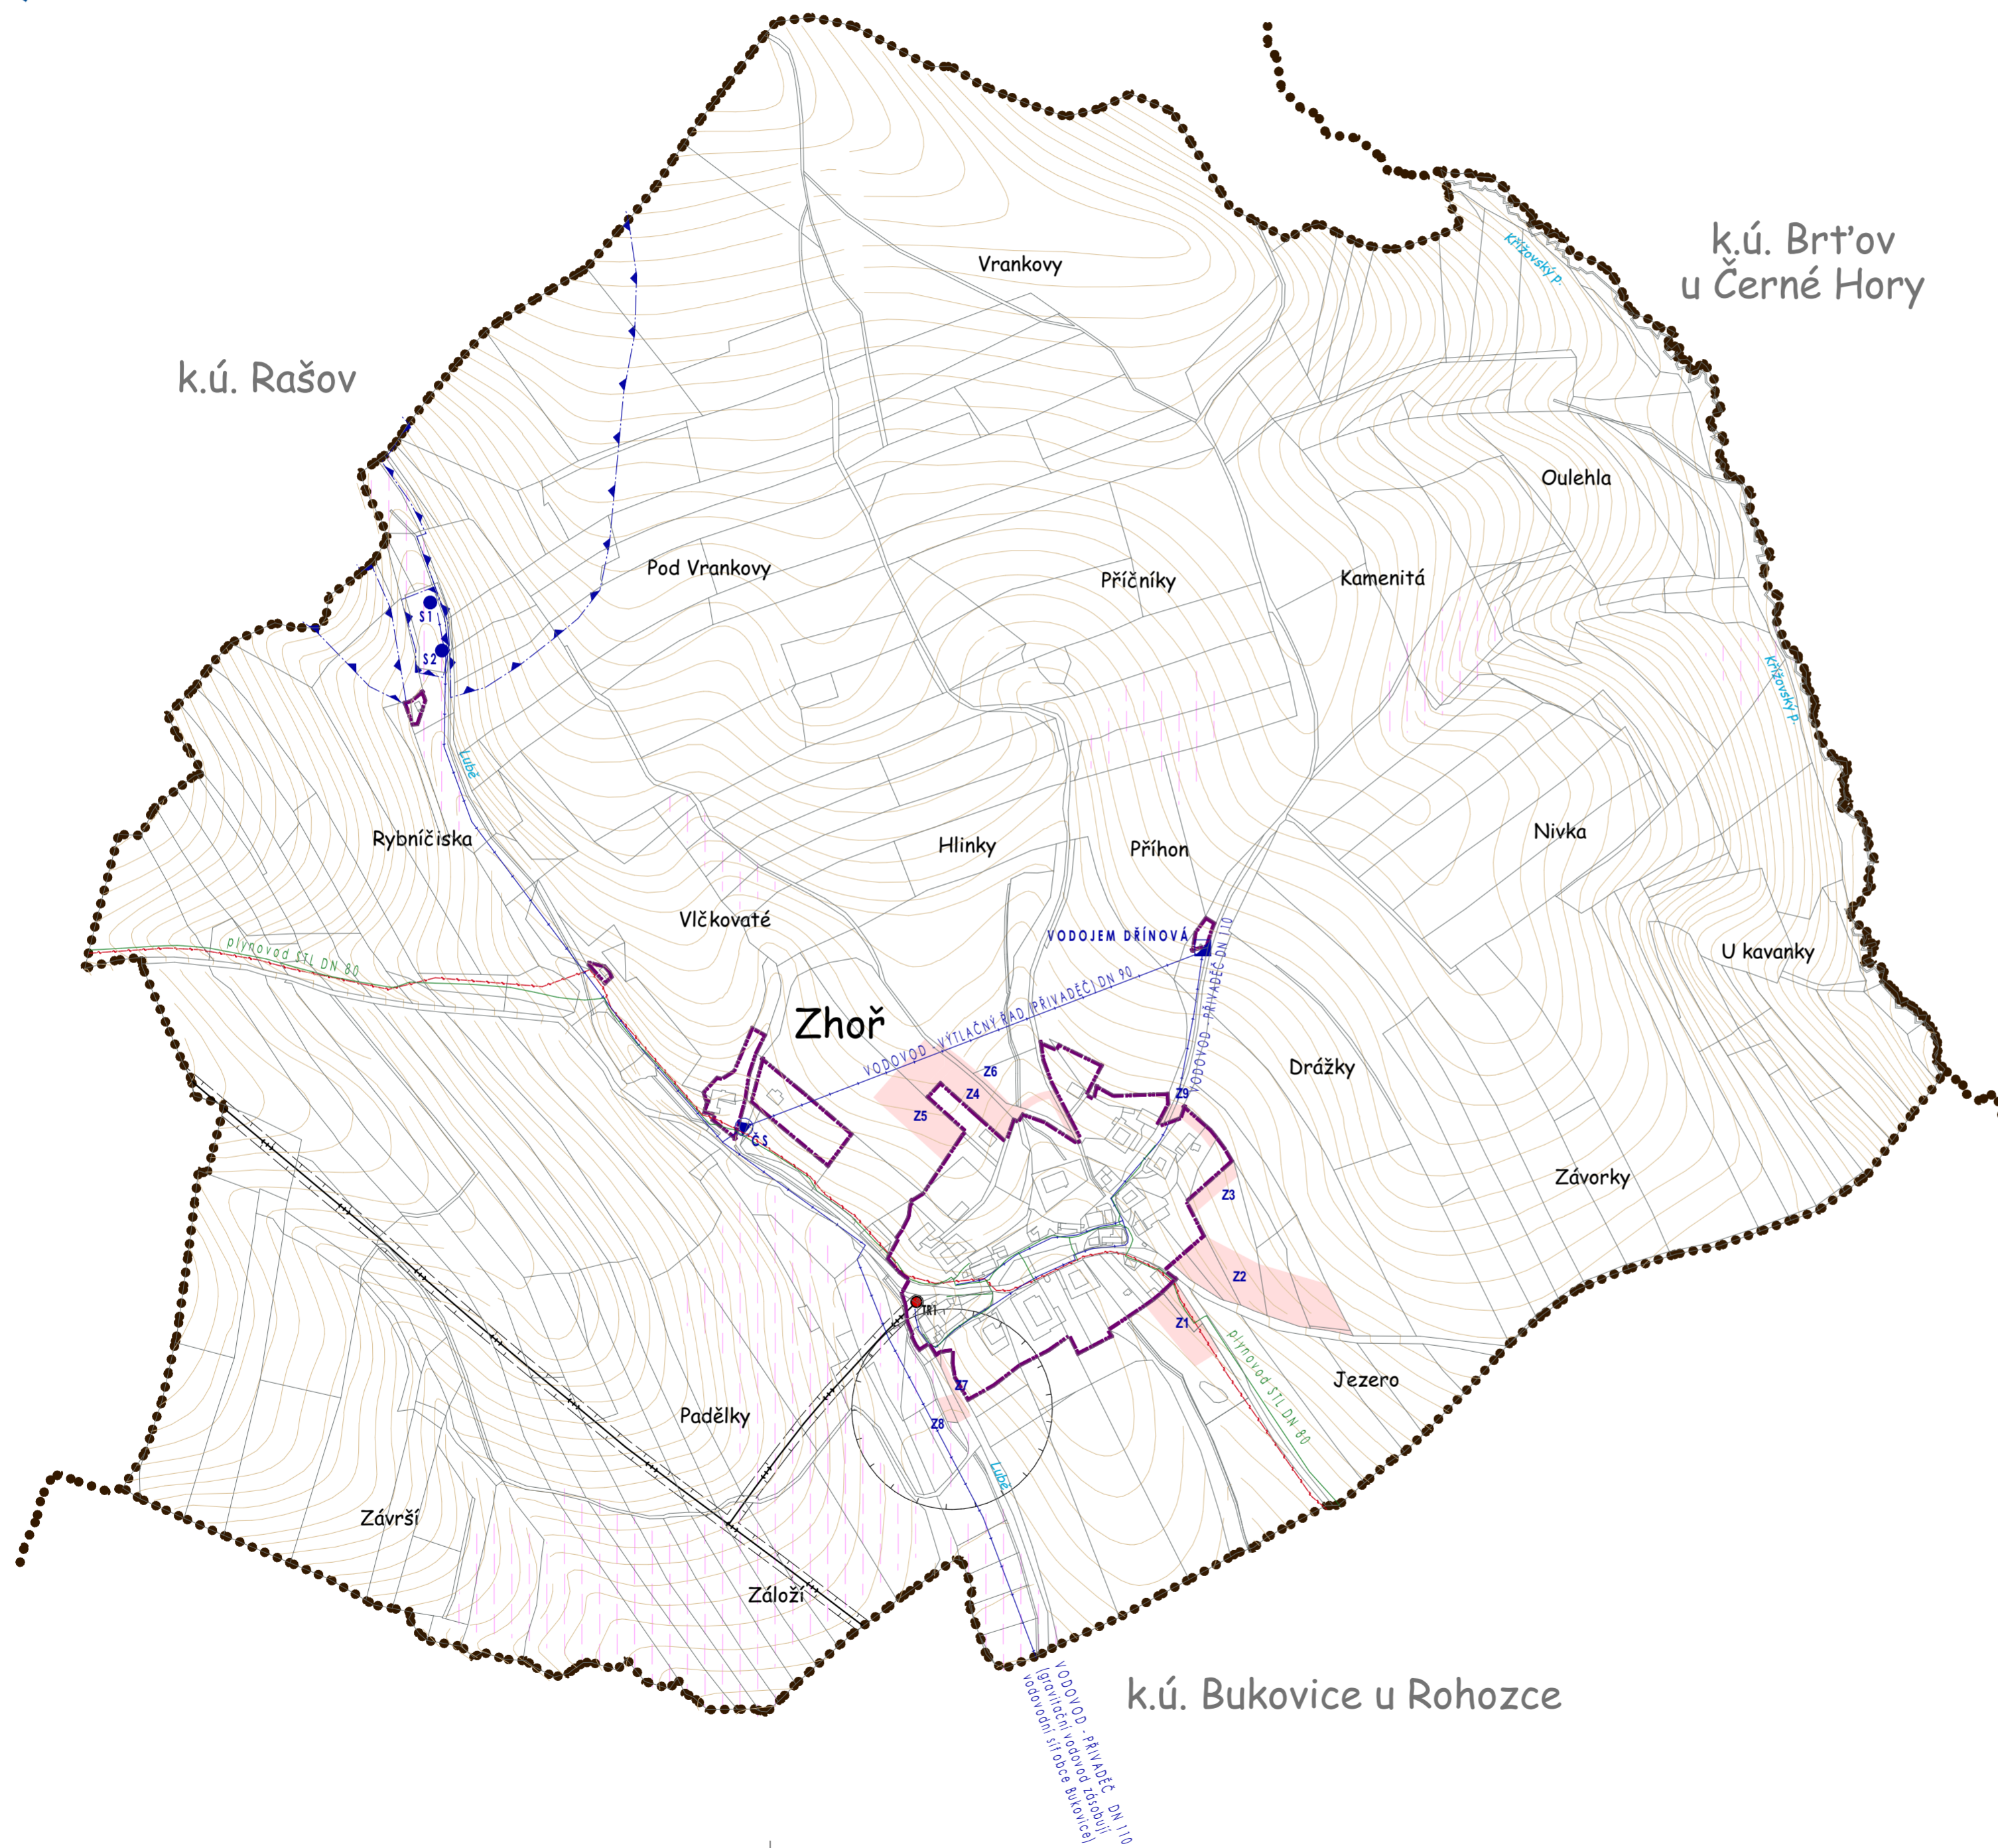 k.ú. Brťov
u Černé Hory
Křížovský p.
Vrankovy
k.ú. Rašov
Oulehla
Pod Vrankovy
Příčníky
Kamenitá
S1
S2
Křížovský p.
Lubě
Rybníčiska
Hlinky
Příhon
Nivka
Vlčkovaté
VODOJEM DŘÍNOVÁ
plynovod STL DN 80
U kavanky
VODOVOD - VÝTLAČNÝ ŘAD (PŘIVADĚČ) DN 90
VODOVOD - PŘIVADĚČ DN 110
Zhoř
Drážky
Z6
Z4
Z9
Z5
ČS
Závorky
Z3
Z2
TR1
Z1
plynovod STL DN 80
Jezero
Z7
Padělky
Z8
Lubě
Závrší
Záloží
k.ú. Bukovice u Rohozce
VODOVOD - PŘIVADĚČ DN 110
(gravitační vodovod zásobují
vodovodní síť obce Bukovice)